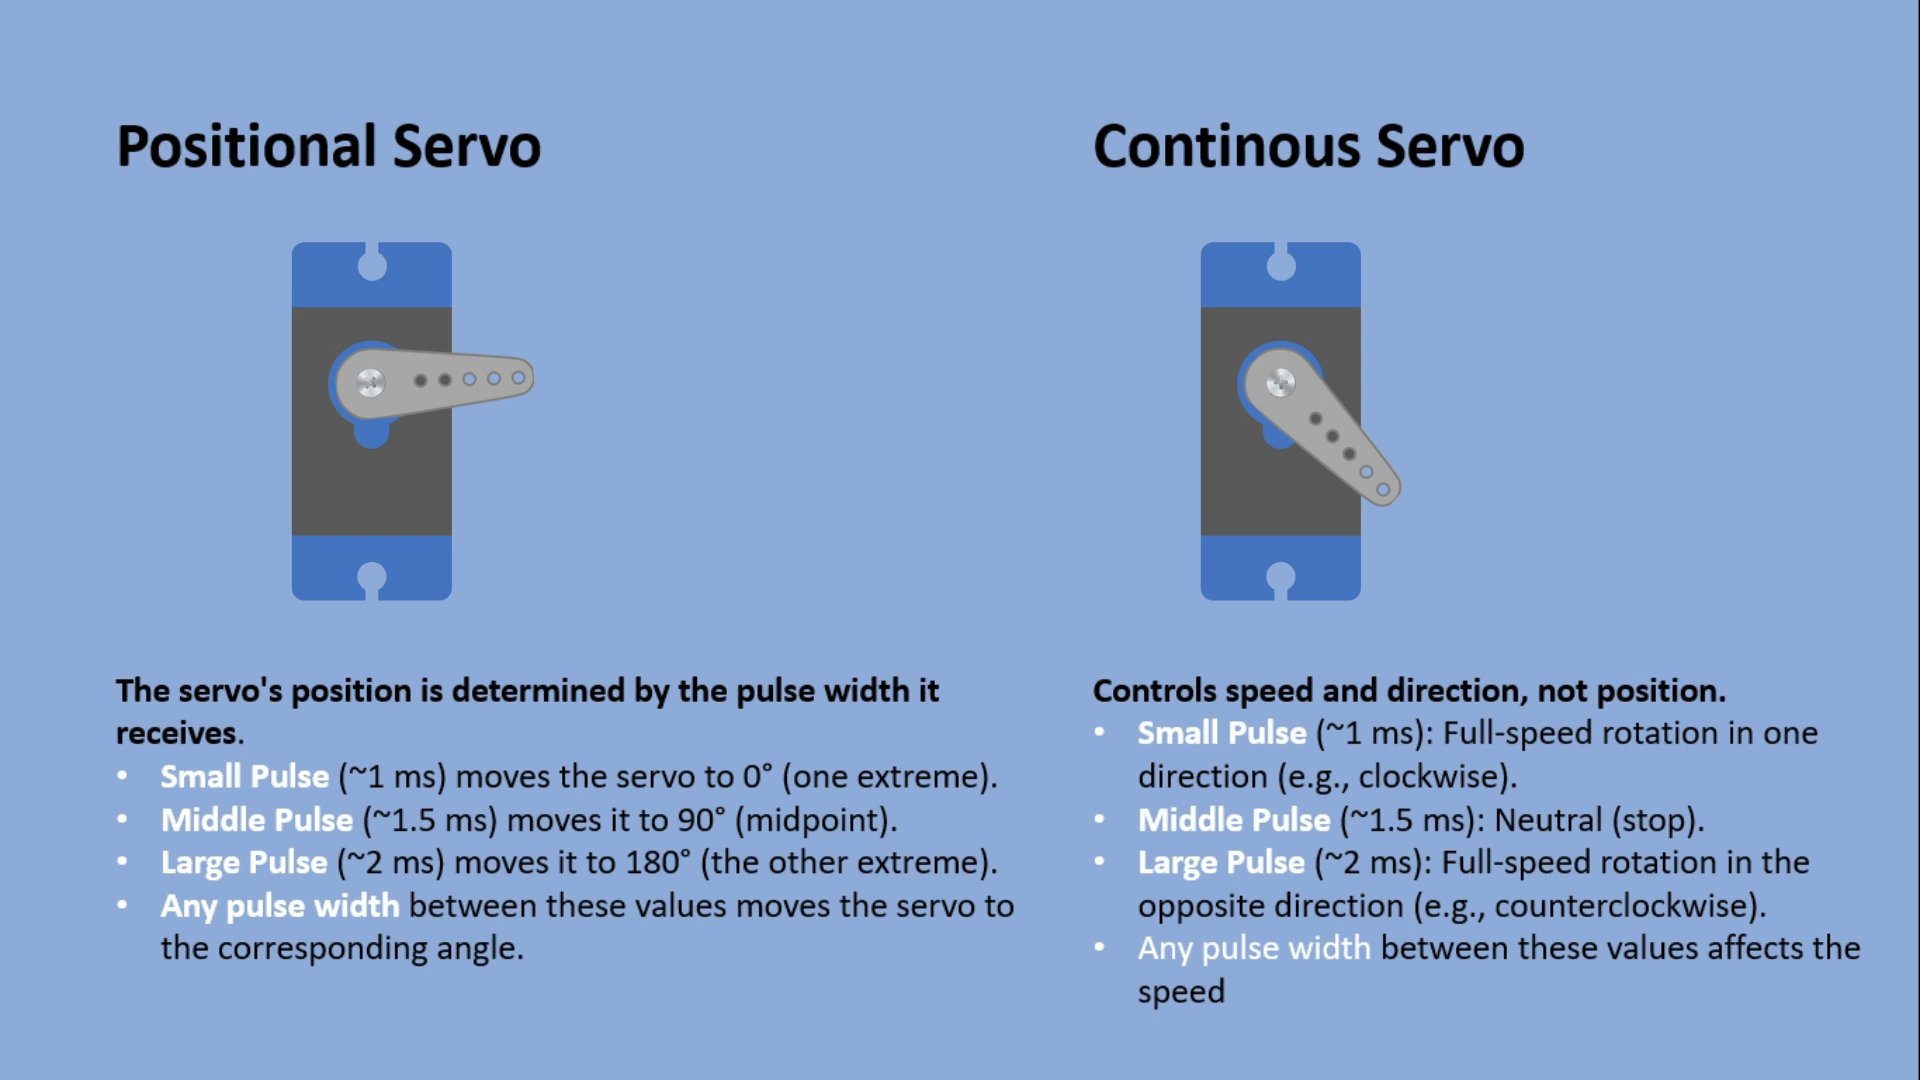 Positional Servo
The servo's position is determined by the pulse width it
receives.
• Small Pulse (~1 ms) moves the servo to 0° (one extreme).
• Middle Pulse (~1.5 ms) moves it to 90° (midpoint).
• Large Pulse (~2 ms) moves it to 180° (the other extreme).
• Any pulse width between these values moves the servo to
the corresponding angle.
Continous Servo
Controls speed and direction, not position.
• Small Pulse (~1 ms): Full-speed rotation in one
direction (e.g., clockwise).
• Middle Pulse (~1.5 ms): Neutral (stop).
• Large Pulse (~2 ms): Full-speed rotation in the
opposite direction (e.g., counterclockwise).
• Any pulse width between these values affects the
speed